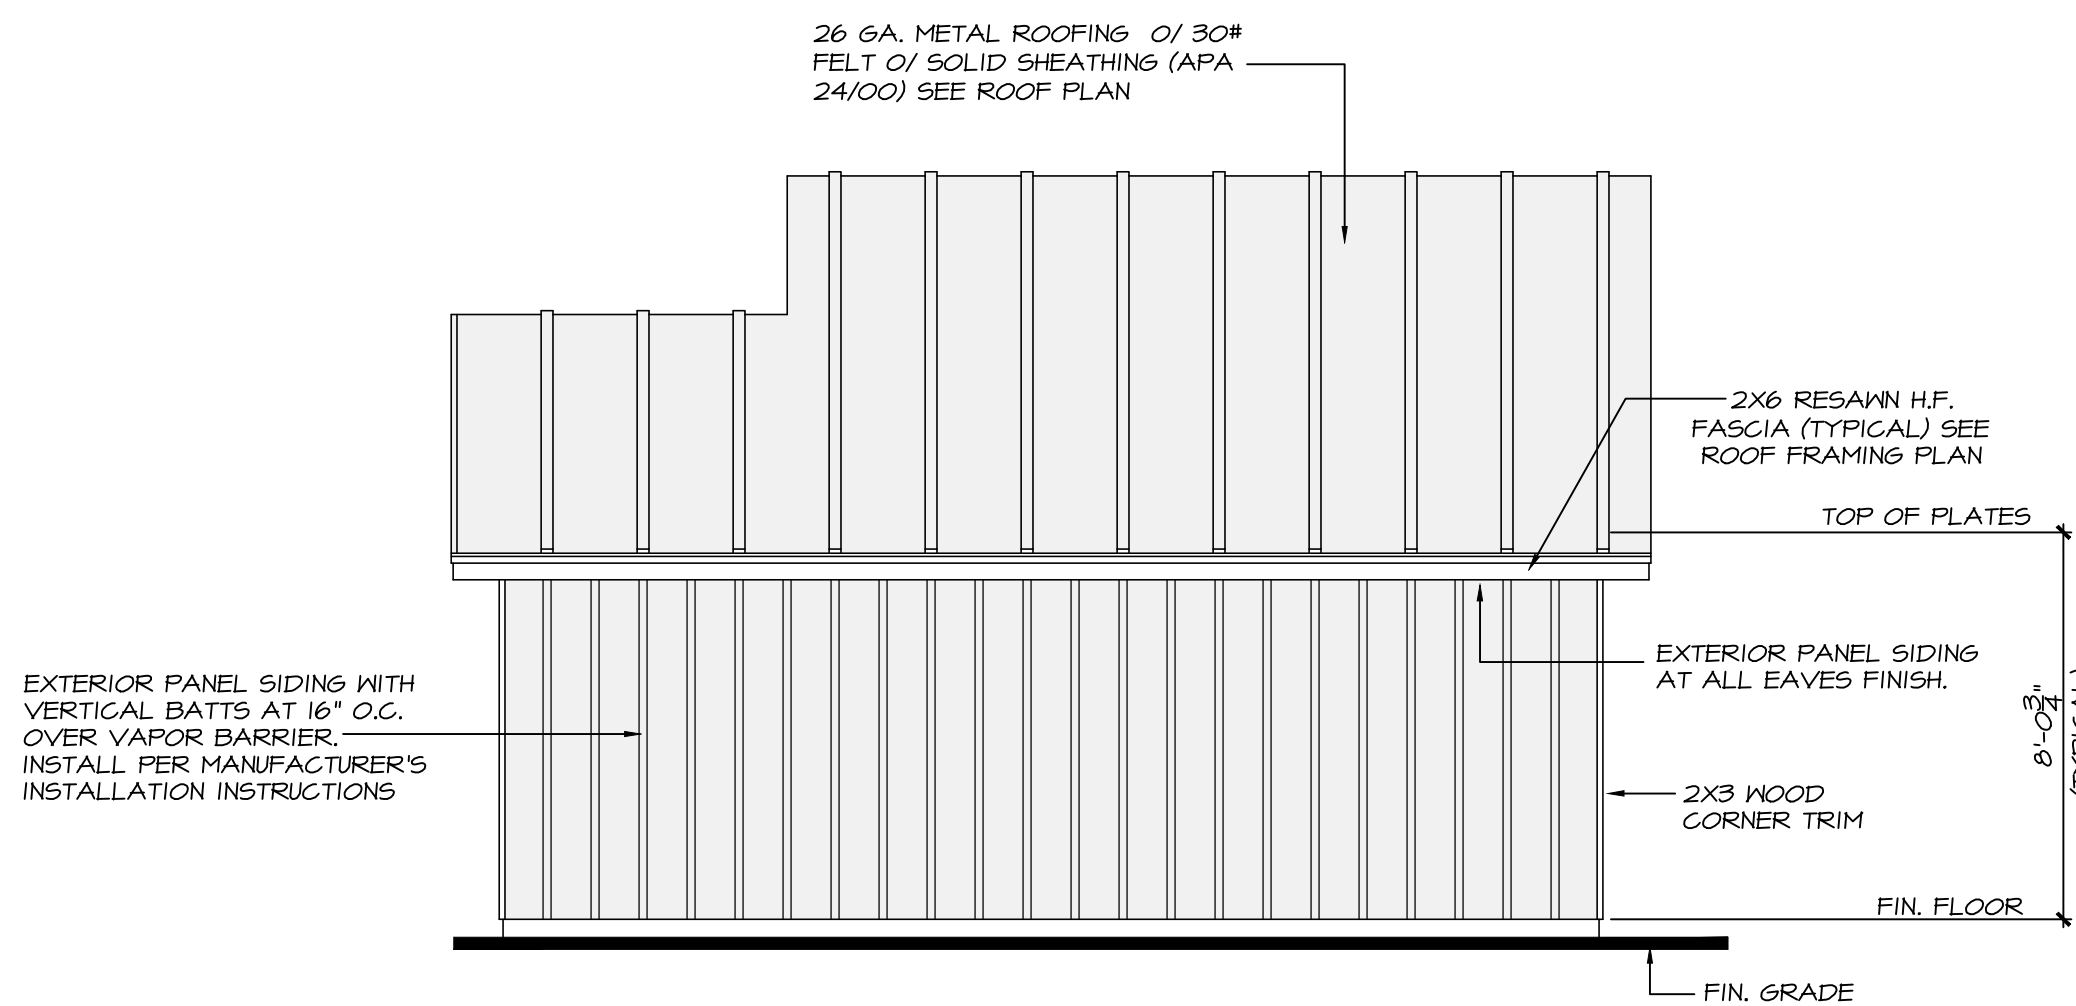 26 GA. METAL ROOFING O/ 30#
FELT O/ SOLID SHEATHING (APA
24/00) SEE ROOF PLAN
2X6 RESAWN H.F.
FASCIA (TYPICAL) SEE
ROOF FRAMING PLAN
TOP OF PLATES
EXTERIOR PANEL SIDING
AT ALL EAVES FINISH.
EXTERIOR PANEL SIDING WITH
VERTICAL BATTS AT 16" O.C.
OVER VAPOR BARRIER.
INSTALL PER MANUFACTURER'S
INSTALLATION INSTRUCTIONS
8'-0 3/4"
2X3 WOOD
CORNER TRIM
FIN. FLOOR
FIN. GRADE